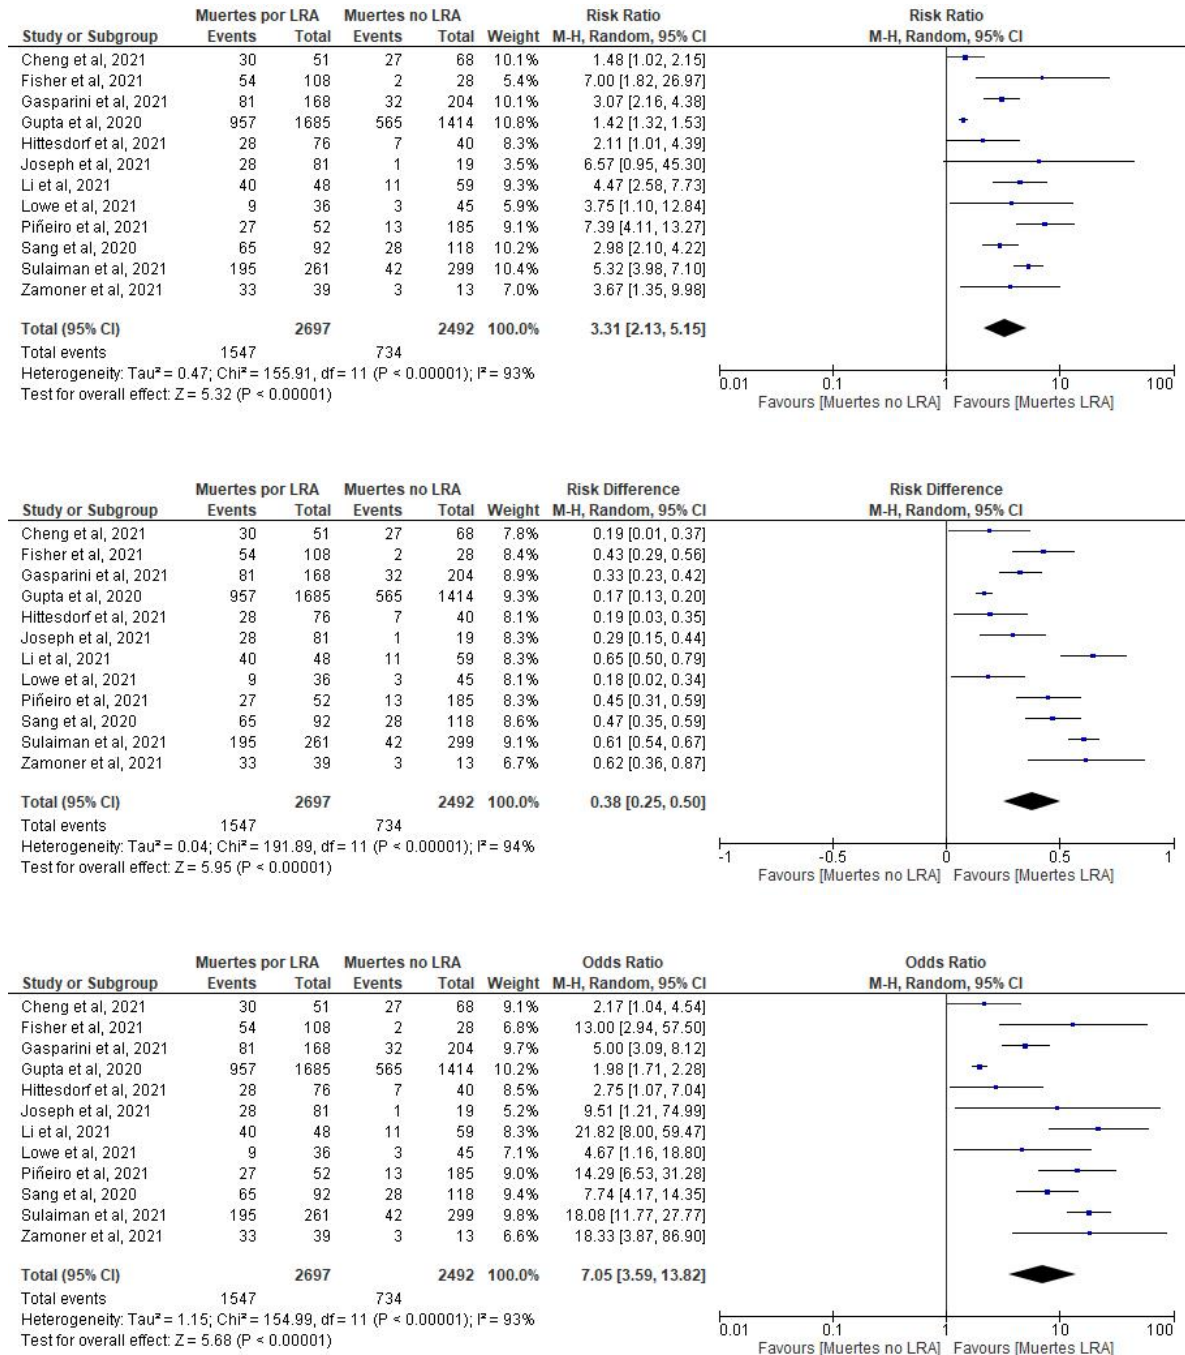 Muertes por LRA Muertes no LRA Risk Ratio Risk Ratio
Study or Subgroup Events Total Events Total Weight M-H, Random, 95% CI M-H, Random, 95% CI
Cheng et al, 2021 30 51 27 68 10.1% 1.48 [1.02, 2.15]
Fisher et al, 2021 54 108 2 28 5.4% 7.00 [1.82, 26.97]
Gasparini et al, 2021 81 168 32 204 10.1% 3.07 [2.16, 4.38]
Gupta et al, 2020 957 1685 565 1414 10.8% 1.42 [1.32, 1.53]
Hittesdorf et al, 2021 28 76 7 40 8.3% 2.11 [1.01, 4.39]
Joseph et al, 2021 28 81 1 19 3.5% 6.57 [0.95, 45.30]
Li et al, 2021 40 48 11 59 9.3% 4.47 [2.58, 7.73]
Lowe et al, 2021 9 36 3 45 5.9% 3.75 [1.10, 12.84]
Piñeiro et al, 2021 27 52 13 185 9.1% 7.39 [4.11, 13.27]
Sang et al, 2020 65 92 28 118 10.2% 2.98 [2.10, 4.22]
Sulaiman et al, 2021 195 261 42 299 10.4% 5.32 [3.98, 7.10]
Zamoner et al, 2021 33 39 3 13 7.0% 3.67 [1.35, 9.98]
Total (95% CI) 2697 2492 100.0% 3.31 [2.13, 5.15]
Total events 1547 734
Heterogeneity: Tau² = 0.47; Chi² = 155.91, df = 11 (P < 0.00001); I² = 93%
Test for overall effect: Z = 5.32 (P < 0.00001)
0.01 0.1 1 10 100
Favours [Muertes no LRA] Favours [Muertes LRA]
Muertes por LRA Muertes no LRA Risk Difference Risk Difference
Study or Subgroup Events Total Events Total Weight M-H, Random, 95% CI M-H, Random, 95% CI
Cheng et al, 2021 30 51 27 68 7.8% 0.19 [0.01, 0.37]
Fisher et al, 2021 54 108 2 28 8.4% 0.43 [0.29, 0.56]
Gasparini et al, 2021 81 168 32 204 8.9% 0.33 [0.23, 0.42]
Gupta et al, 2020 957 1685 565 1414 9.3% 0.17 [0.13, 0.20]
Hittesdorf et al, 2021 28 76 7 40 8.1% 0.19 [0.03, 0.35]
Joseph et al, 2021 28 81 1 19 8.3% 0.29 [0.15, 0.44]
Li et al, 2021 40 48 11 59 8.3% 0.65 [0.50, 0.79]
Lowe et al, 2021 9 36 3 45 8.1% 0.18 [0.02, 0.34]
Piñeiro et al, 2021 27 52 13 185 8.3% 0.45 [0.31, 0.59]
Sang et al, 2020 65 92 28 118 8.6% 0.47 [0.35, 0.59]
Sulaiman et al, 2021 195 261 42 299 9.1% 0.61 [0.54, 0.67]
Zamoner et al, 2021 33 39 3 13 6.7% 0.62 [0.36, 0.87]
Total (95% CI) 2697 2492 100.0% 0.38 [0.25, 0.50]
Total events 1547 734
Heterogeneity: Tau² = 0.04; Chi² = 191.89, df = 11 (P < 0.00001); I² = 94%
Test for overall effect: Z = 5.95 (P < 0.00001)
-1 -0.5 0 0.5 1
Favours [Muertes no LRA] Favours [Muertes LRA]
Muertes por LRA Muertes no LRA Odds Ratio Odds Ratio
Study or Subgroup Events Total Events Total Weight M-H, Random, 95% CI M-H, Random, 95% CI
Cheng et al, 2021 30 51 27 68 9.1% 2.17 [1.04, 4.54]
Fisher et al, 2021 54 108 2 28 6.8% 13.00 [2.94, 57.50]
Gasparini et al, 2021 81 168 32 204 9.7% 5.00 [3.09, 8.12]
Gupta et al, 2020 957 1685 565 1414 10.2% 1.98 [1.71, 2.28]
Hittesdorf et al, 2021 28 76 7 40 8.5% 2.75 [1.07, 7.04]
Joseph et al, 2021 28 81 1 19 5.2% 9.51 [1.21, 74.99]
Li et al, 2021 40 48 11 59 8.3% 21.82 [8.00, 59.47]
Lowe et al, 2021 9 36 3 45 7.1% 4.67 [1.16, 18.80]
Piñeiro et al, 2021 27 52 13 185 9.0% 14.29 [6.53, 31.28]
Sang et al, 2020 65 92 28 118 9.4% 7.74 [4.17, 14.35]
Sulaiman et al, 2021 195 261 42 299 9.8% 18.08 [11.77, 27.77]
Zamoner et al, 2021 33 39 3 13 6.6% 18.33 [3.87, 86.90]
Total (95% CI) 2697 2492 100.0% 7.05 [3.59, 13.82]
Total events 1547 734
Heterogeneity: Tau² = 1.15; Chi² = 154.99, df = 11 (P < 0.00001); I² = 93%
Test for overall effect: Z = 5.68 (P < 0.00001)
0.01 0.1 1 10 100
Favours [Muertes no LRA] Favours [Muertes LRA]